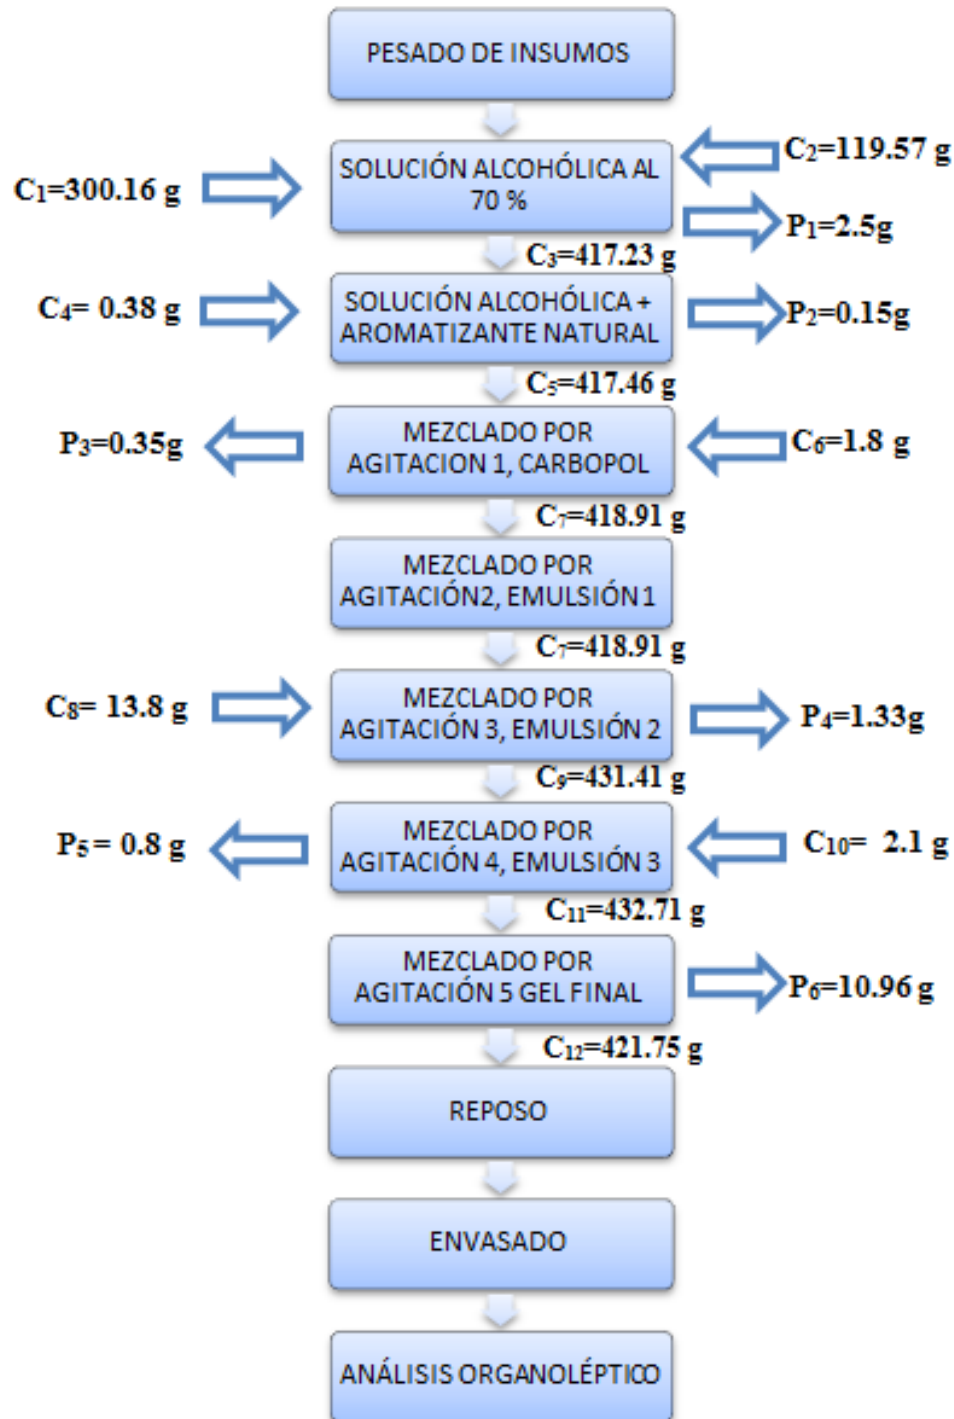 PESADO DE INSUMOS
C₂=119.57 g
SOLUCIÓN ALCOHÓLICA AL
70 %
C₁=300.16 g
P₁=2.5g
C₃=417.23 g
C₄= 0.38 g
SOLUCIÓN ALCOHÓLICA +
AROMATIZANTE NATURAL
P₂=0.15g
C₅=417.46 g
P₃=0.35g
MEZCLADO POR
AGITACION 1, CARBOPOL
C₆=1.8 g
C₇=418.91 g
MEZCLADO POR
AGITACIÓN2, EMULSIÓN 1
C₇=418.91 g
C₈= 13.8 g
MEZCLADO POR
AGITACIÓN 3, EMULSIÓN 2
P₄=1.33g
C₉=431.41 g
P₅= 0.8 g
MEZCLADO POR
AGITACIÓN 4, EMULSIÓN 3
C₁₀= 2.1 g
C₁₁=432.71 g
MEZCLADO POR
AGITACIÓN 5 GEL FINAL
P₆=10.96 g
C₁₂=421.75 g
REPOSO
ENVASADO
ANÁLISIS ORGANOLÉPTICO